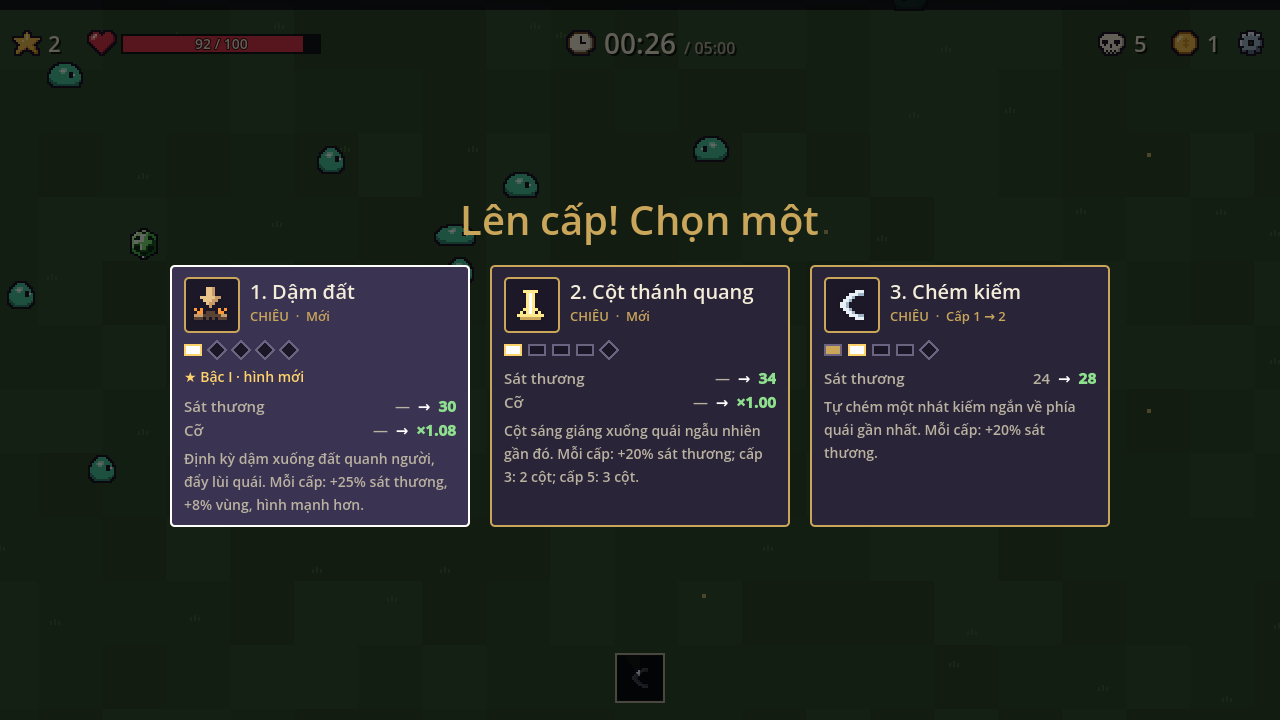 2
92 / 100
00:26 / 05:00
5
1
Lên cấp! Chọn một
1. Dậm đất
CHIÊU · Mới
★ Bậc I · hình mới
Sát thương — → 30
Cỡ — → ×1.08
Định kỳ dậm xuống đất quanh người,
đẩy lùi quái. Mỗi cấp: +25% sát thương,
+8% vùng, hình mạnh hơn.
2. Cột thánh quang
CHIÊU · Mới
Sát thương — → 34
Cỡ — → ×1.00
Cột sáng giáng xuống quái ngẫu nhiên
gần đó. Mỗi cấp: +20% sát thương; cấp
3: 2 cột; cấp 5: 3 cột.
3. Chém kiếm
CHIÊU · Cấp 1 → 2
Sát thương 24 → 28
Tự chém một nhát kiếm ngắn về phía
quái gần nhất. Mỗi cấp: +20% sát
thương.